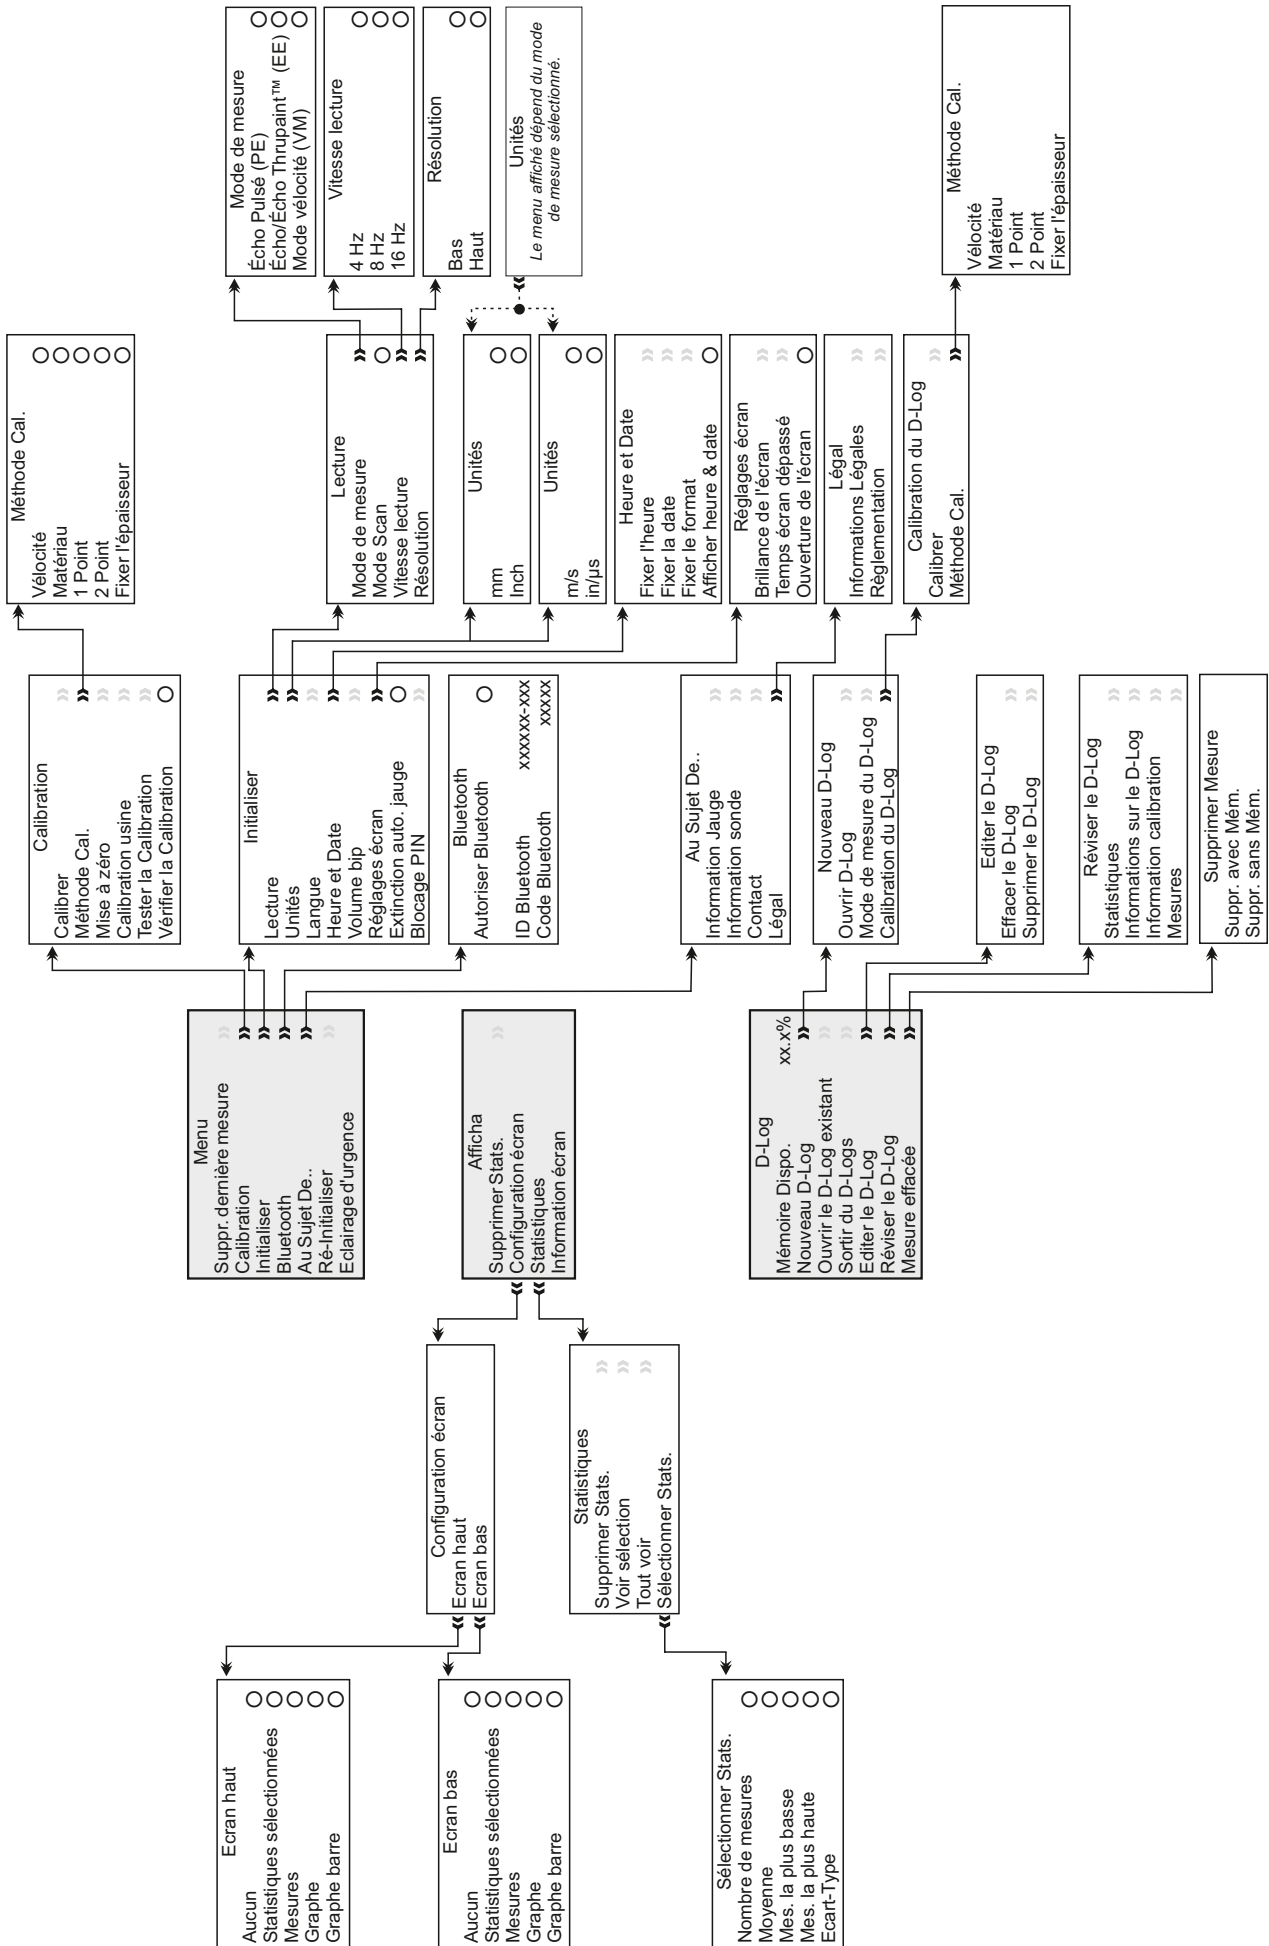 Ecran haut
Aucun
Statistiques sélectionnées
Mesures
Graphe
Graphe barre
Ecran bas
Aucun
Statistiques sélectionnées
Mesures
Graphe
Graphe barre
Sélectionner Stats.
Nombre de mesures
Moyenne
Mes. la plus basse
Mes. la plus haute
Ecart-Type
Configuration écran
Ecran haut
Ecran bas
Statistiques
Supprimer Stats.
Voir sélection
Tout voir
Sélectionner Stats.
Menu
Suppr. dernière mesure
Calibration
Initialiser
Bluetooth
Au Sujet De..
Ré-Initialiser
Eclairage d'urgence
Afficha
Supprimer Stats.
Configuration écran
Statistiques
Information écran
D-Log
Mémoire Dispo. xx.x%
Nouveau D-Log
Ouvrir le D-Log existant
Sortir du D-Logs
Editer le D-Log
Réviser le D-Log
Mesure effacée
Calibration
Calibrer
Méthode Cal.
Mise à zéro
Calibration usine
Tester la Calibration
Vérifier la Calibration
Initialiser
Lecture
Unités
Langue
Heure et Date
Volume bip
Réglages écran
Extinction auto. jauge
Blocage PIN
Bluetooth
Autoriser Bluetooth
ID Bluetooth xxxxxx-xxx
Code Bluetooth xxxxx
Au Sujet De..
Information Jauge
Information sonde
Contact
Légal
Nouveau D-Log
Ouvrir D-Log
Mode de mesure du D-Log
Calibration du D-Log
Editer le D-Log
Effacer le D-Log
Supprimer le D-Log
Réviser le D-Log
Statistiques
Informations sur le D-Log
Information calibration
Mesures
Supprimer Mesure
Suppr. avec Mém.
Suppr. sans Mém.
Méthode Cal.
Vélocité
Matériau
1 Point
2 Point
Fixer l'épaisseur
Lecture
Mode de mesure
Mode Scan
Vitesse lecture
Résolution
Unités
mm
Inch
Unités
m/s
in/µs
Heure et Date
Fixer l'heure
Fixer la date
Fixer le format
Afficher heure & date
Réglages écran
Brillance de l'écran
Temps écran dépassé
Ouverture de l'écran
Légal
Informations Légales
Règlementation
Calibration du D-Log
Calibrer
Méthode Cal.
Mode de mesure
Écho Pulsé (PE)
Écho/Écho Thrupaint™ (EE)
Mode vélocité (VM)
Vitesse lecture
4 Hz
8 Hz
16 Hz
Résolution
Bas
Haut
Unités
Le menu affiché dépend du mode
de mesure sélectionné.
Méthode Cal.
Vélocité
Matériau
1 Point
2 Point
Fixer l'épaisseur